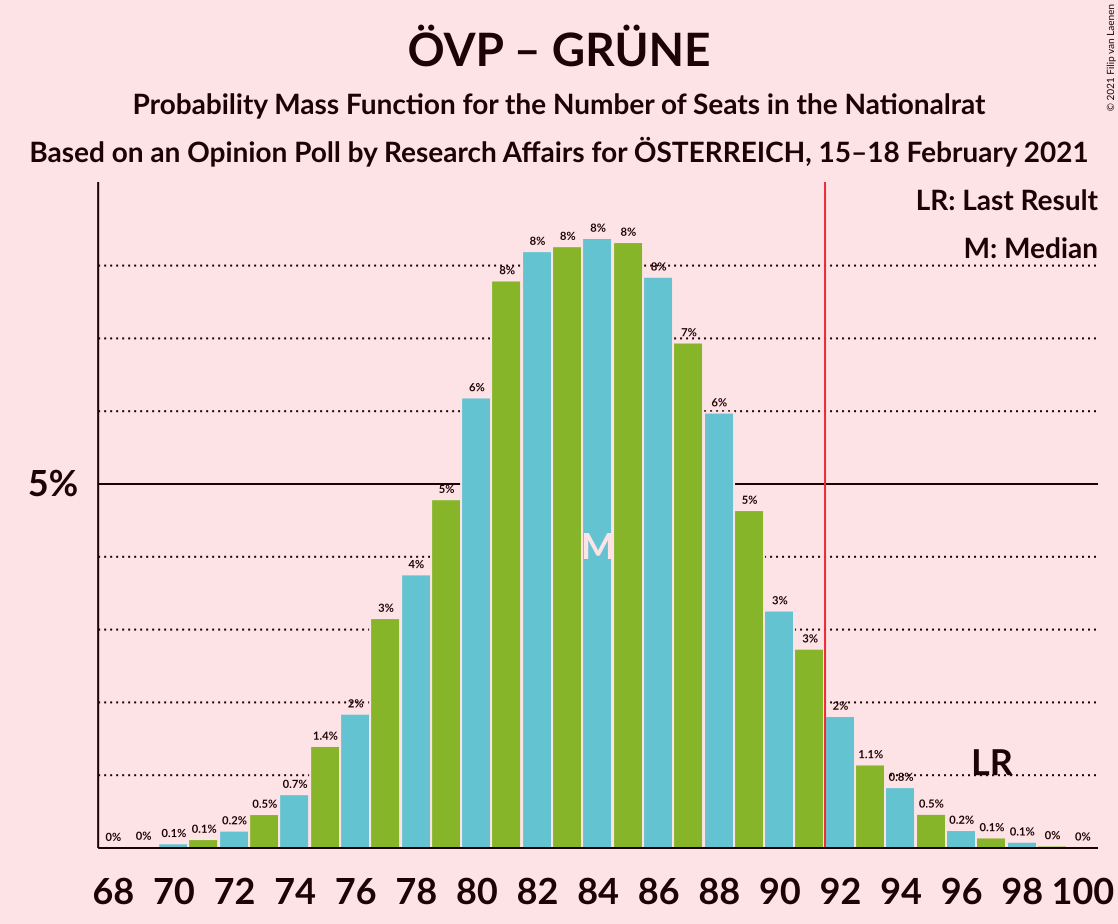 ÖVP – GRÜNE
Probability Mass Function for the Number of Seats in the Nationalrat
Based on an Opinion Poll by Research Affairs for ÖSTERREICH, 15–18 February 2021
© 2021 Filip van Laenen
LR: Last Result
M: Median
5%
0% 0% 0.1% 0.1% 0.2% 0.5% 0.7% 1.4% 2% 3% 4% 5% 6% 8% 8% 8% 8% 8% 8% 7% 6% 5% 3% 3% 2% 1.1% 0.8% 0.5% 0.2% 0.1% 0.1% 0% 0%
M
LR
68 70 72 74 76 78 80 82 84 86 88 90 92 94 96 98 100